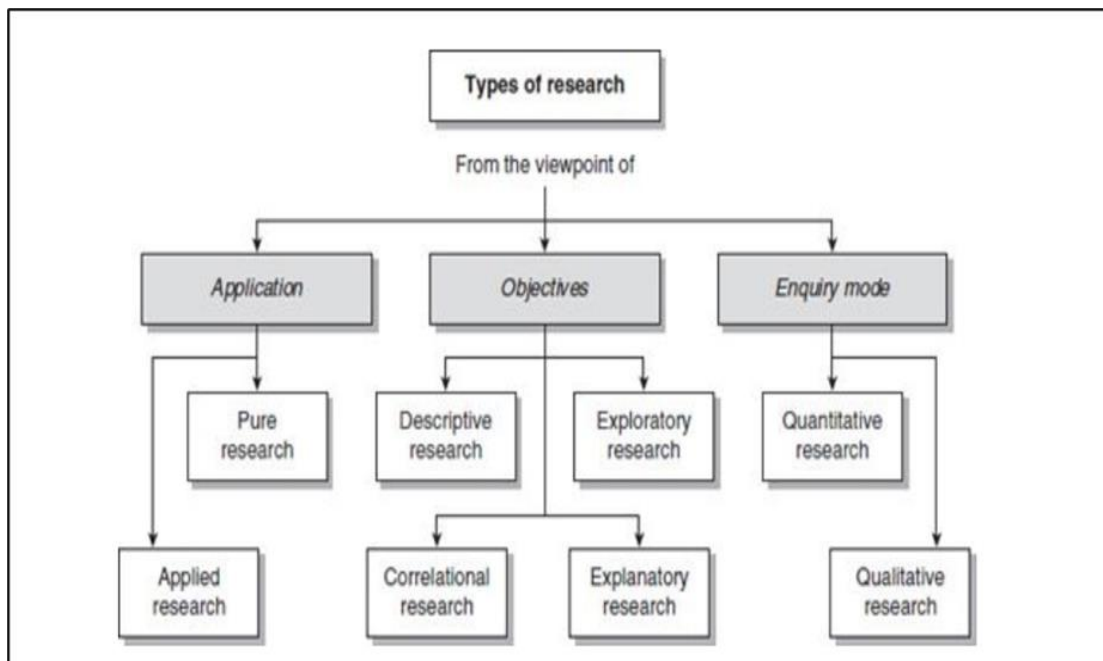 Types of research
From the viewpoint of
Application
Objectives
Enquiry mode
Pure
research
Descriptive
research
Exploratory
research
Quantitative
research
Applied
research
Correlational
research
Explanatory
research
Qualitative
research